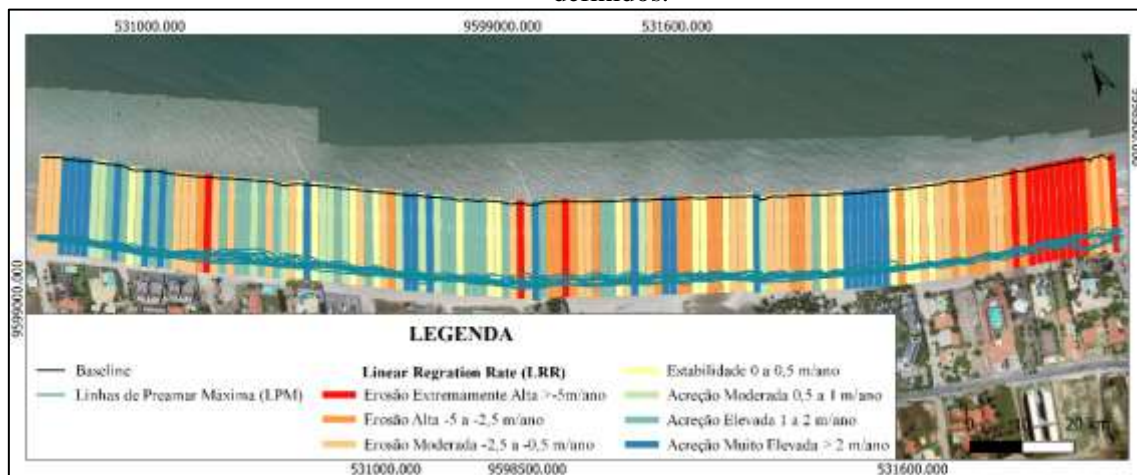 definidos.
531000.000 9599000.000 531600.000
9599900.000
LEGENDA
Baseline
Linhas de Preamar Máxima (LPM)
Linear Regration Rate (LRR)
Erosão Extremamente Alta >-5m/ano
Erosão Alta -5 a -2,5 m/ano
Erosão Moderada -2,5 a -0,5 m/ano
Estabilidade 0 a 0,5 m/ano
Acreção Moderada 0,5 a 1 m/ano
Acreção Elevada 1 a 2 m/ano
Acreção Muito Elevada > 2 m/ano
20 km
531000.000 9598500.000 531600.000